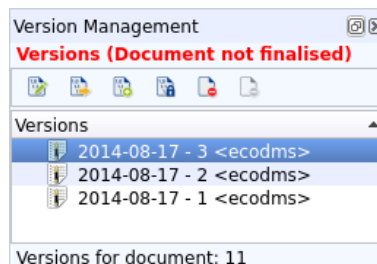 Version Management
Versions (Document not finalised)
Versions
2014-08-17 - 3 <ecodms>
2014-08-17 - 2 <ecodms>
2014-08-17 - 1 <ecodms>
Versions for document: 11